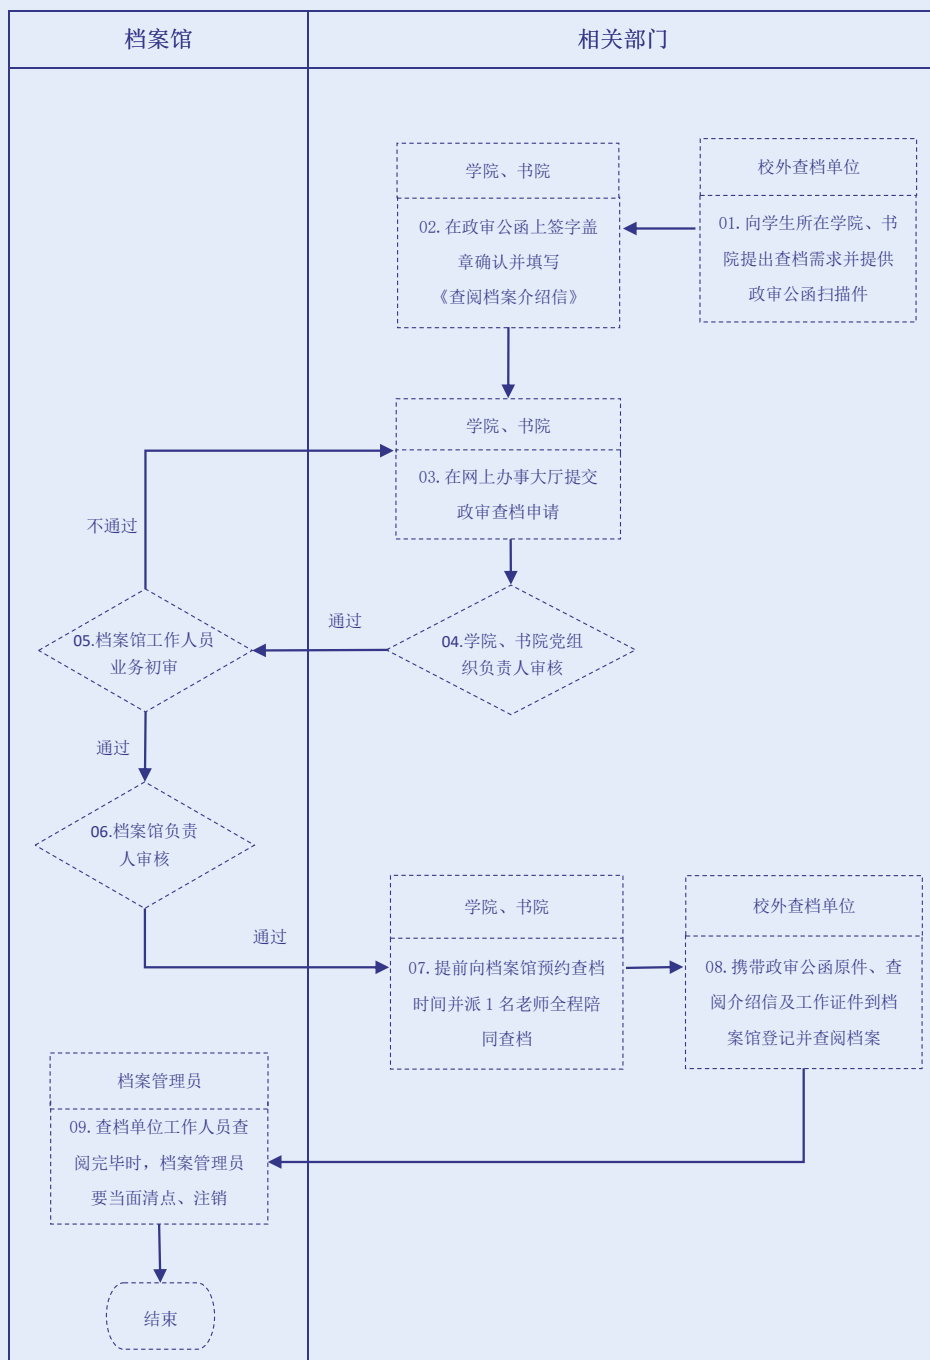 档案馆
相关部门
学院、书院
02.在政审公函上签字盖
章确认并填写
《查阅档案介绍信》
校外查档单位
01.向学生所在学院、书
院提出查档需求并提供
政审公函扫描件
学院、书院
03.在网上办事大厅提交
政审查档申请
不通过
05.档案馆工作人员
业务初审
通过
04.学院、书院党组
织负责人审核
通过
06.档案馆负责
人审核
通过
学院、书院
07.提前向档案馆预约查档
时间并派 1 名老师全程陪
同查档
校外查档单位
08.携带政审公函原件、查
阅介绍信及工作证件到档
案馆登记并查阅档案
档案管理员
09.查档单位工作人员查
阅完毕时，档案管理员
要当面清点、注销
结束